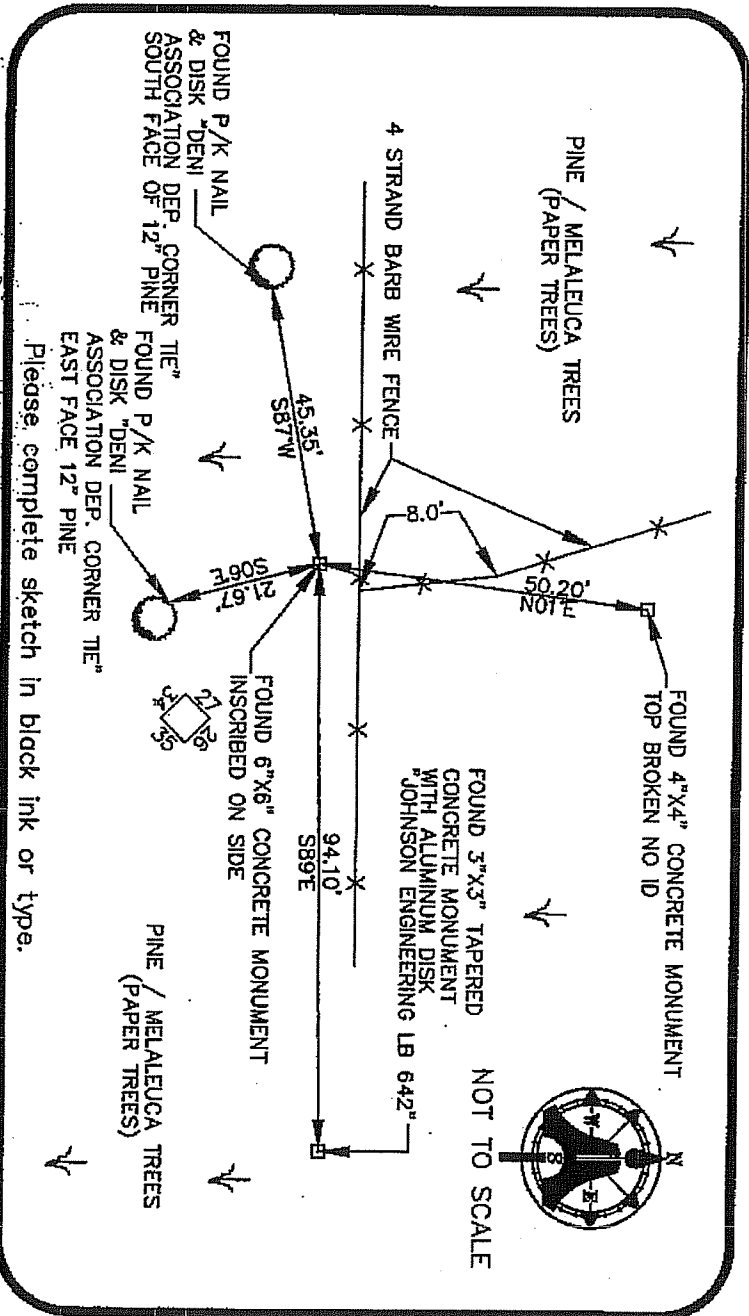 PINE / MELALEUCA TREES
(PAPER TREES)
4 STRAND BARB WIRE FENCE
8.0'
50.20'
N01°E
FOUND 4"X4" CONCRETE MONUMENT
TOP BROKEN NO ID
N
W
E
S
NOT TO SCALE
FOUND 3"X3" TAPERED
CONCRETE MONUMENT
WITH ALUMINUM DISK
"JOHNSON ENGINEERING LB 642"
45.35'
S87°W
94.10'
S89°E
21.67'
S06°E
FOUND 6"X6" CONCRETE MONUMENT
INSCRIBED ON SIDE
27
26
34
35
FOUND P/K NAIL
& DISK "DENI
ASSOCIATION DEP. CORNER TIE"
SOUTH FACE OF 12" PINE
FOUND P/K NAIL
& DISK "DENI
ASSOCIATION DEP. CORNER TIE"
EAST FACE 12" PINE
PINE / MELALEUCA TREES
(PAPER TREES)
Please complete sketch in black ink or type.